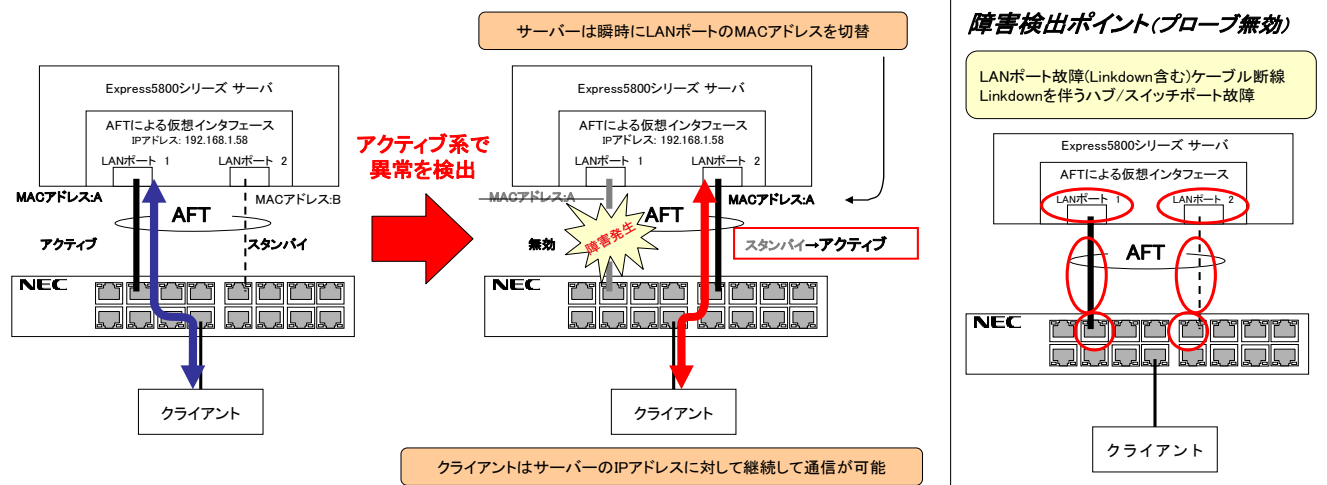 サーバーは瞬時にLANポートのMACアドレスを切替
Express5800シリーズ サーバ
AFTによる仮想インタフェース
IPアドレス: 192.168.1.58
LANポート 1
LANポート 2
MACアドレス:A
MACアドレス:B
AFT
アクティブ
スタンバイ
NEC
クライアント
アクティブ系で
異常を検出
Express5800シリーズ サーバ
AFTによる仮想インタフェース
IPアドレス: 192.168.1.58
LANポート 1
LANポート 2
MACアドレス:A
MACアドレス:A
AFT
無効
障害発生
スタンバイ→アクティブ
NEC
クライアント
クライアントはサーバーのIPアドレスに対して継続して通信が可能
障害検出ポイント(プローブ無効)
LANポート故障(Linkdown含む)ケーブル断線
Linkdownを伴うハブ/スイッチポート故障
Express5800シリーズ サーバ
AFTによる仮想インタフェース
LANポート 1
LANポート 2
AFT
NEC
クライアント